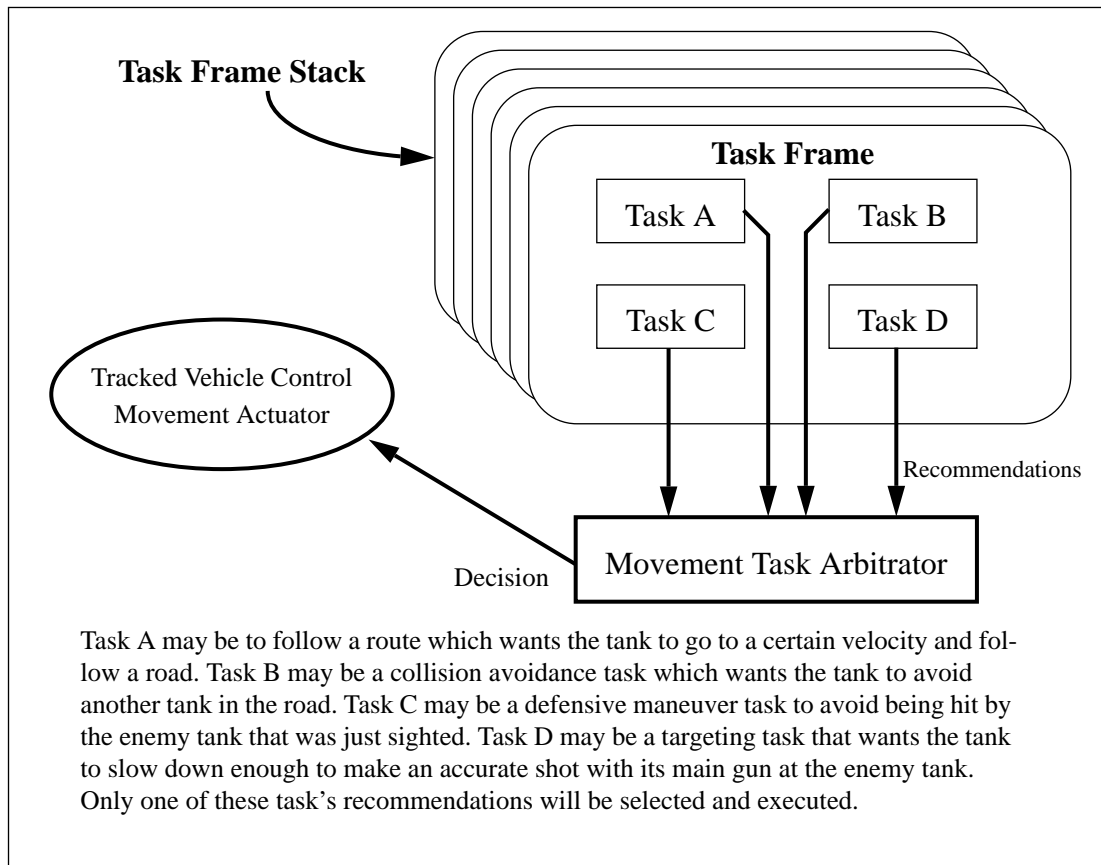 Task Frame Stack
Task Frame
Task A
Task B
Task C
Task D
Tracked Vehicle Control
Movement Actuator
Recommendations
Movement Task Arbitrator
Decision
Task A may be to follow a route which wants the tank to go to a certain velocity and fol-
low a road. Task B may be a collision avoidance task which wants the tank to avoid
another tank in the road. Task C may be a defensive maneuver task to avoid being hit by
the enemy tank that was just sighted. Task D may be a targeting task that wants the tank
to slow down enough to make an accurate shot with its main gun at the enemy tank.
Only one of these task’s recommendations will be selected and executed.